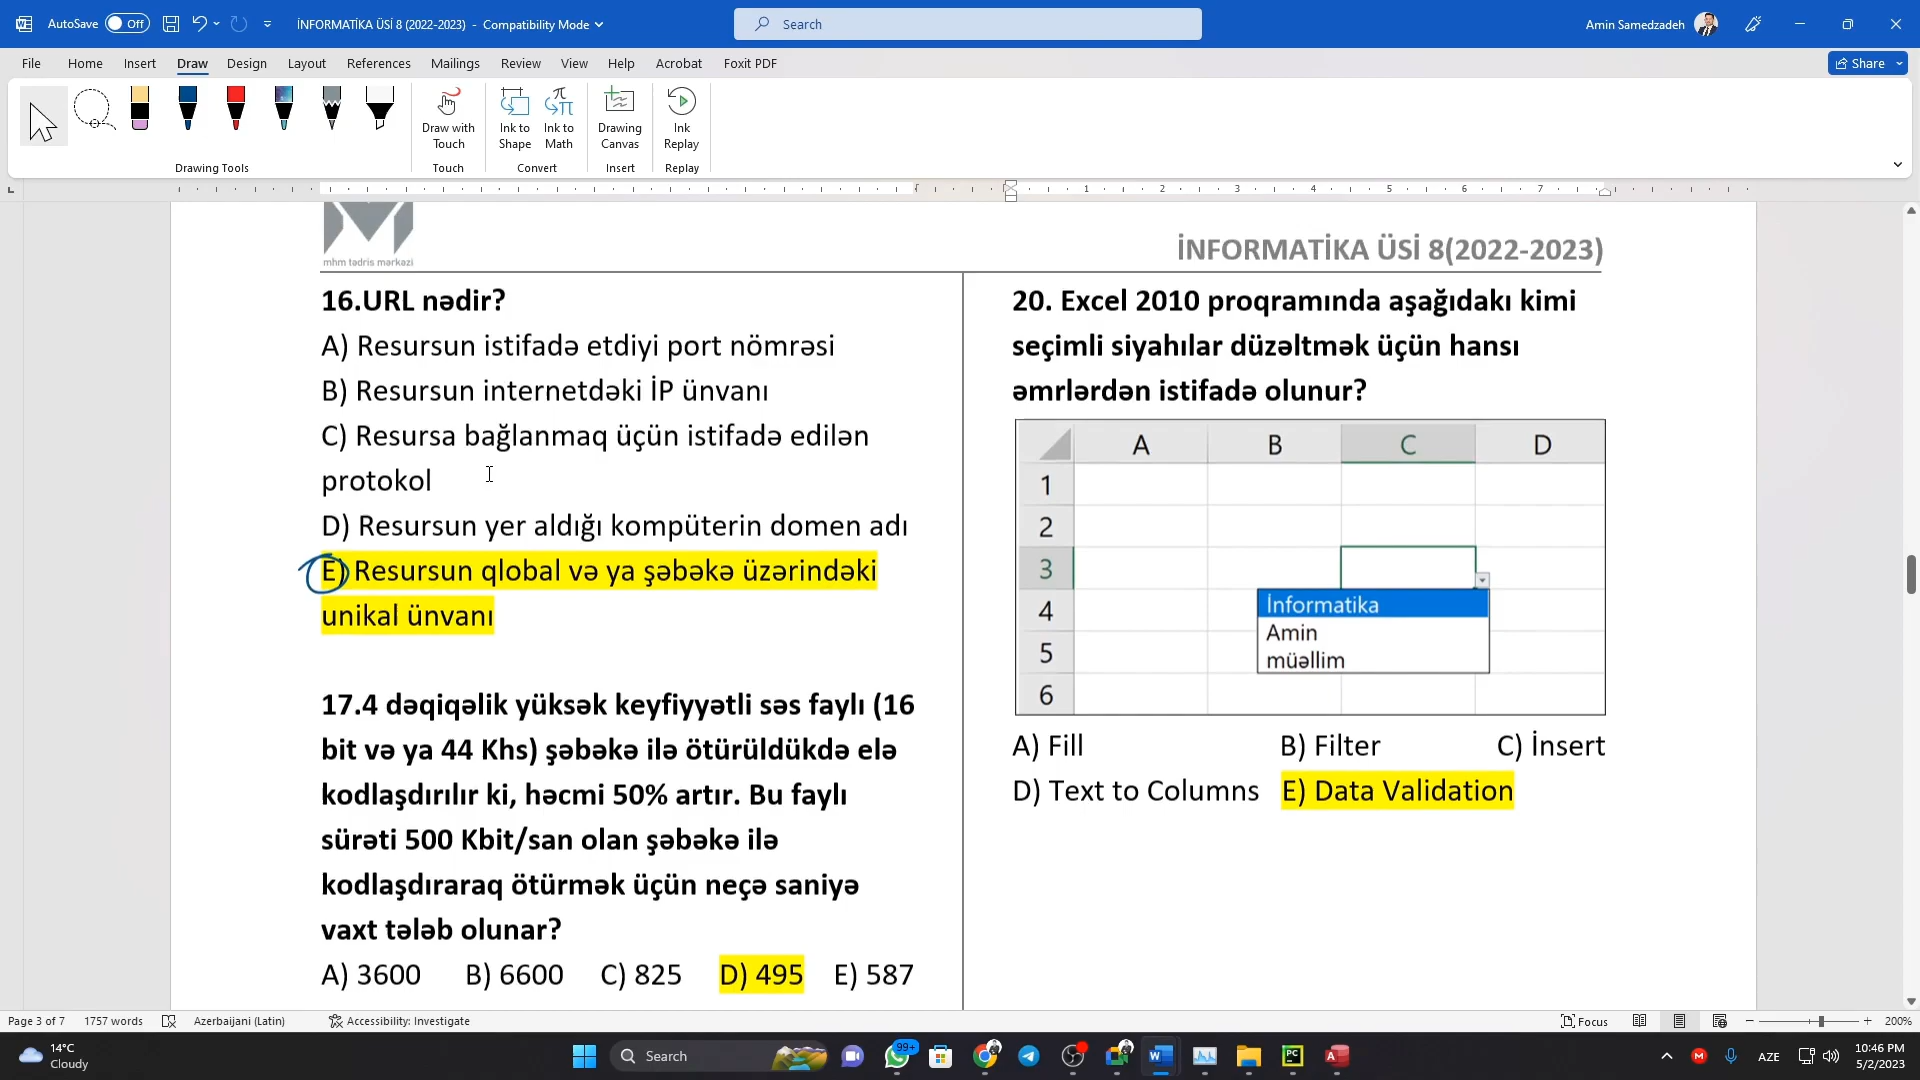 AutoSave
Off
İNFORMATİKA ÜSİ 8 (2022-2023) - Compatibility Mode
Search
Amin Samedzadeh
File
Home
Insert
Draw
Design
Layout
References
Mailings
Review
View
Help
Acrobat
Foxit PDF
Share
Draw with
Touch
Ink to
Shape
Ink to
Math
Drawing
Canvas
Ink
Replay
Drawing Tools
Touch
Convert
Insert
Replay
1 2 3 4 5 6 7
mhm tədris mərkəzi
İNFORMATİKA ÜSİ 8(2022-2023)
16.URL nədir?
A) Resursun istifadə etdiyi port nömrəsi
B) Resursun internetdəki İP ünvanı
C) Resursa bağlanmaq üçün istifadə edilən
protokol
D) Resursun yer aldığı kompüterin domen adı
E) Resursun qlobal və ya şəbəkə üzərindəki
unikal ünvanı
17.4 dəqiqəlik yüksək keyfiyyətli səs faylı (16
bit və ya 44 Khs) şəbəkə ilə ötürüldükdə elə
kodlaşdırılır ki, həcmi 50% artır. Bu faylı
sürəti 500 Kbit/san olan şəbəkə ilə
kodlaşdıraraq ötürmək üçün neçə saniyə
vaxt tələb olunar?
A) 3600 B) 6600 C) 825 D) 495 E) 587
20. Excel 2010 proqramında aşağıdakı kimi
seçimli siyahılar düzəltmək üçün hansı
əmrlərdən istifadə olunur?
A B C D
1
2
3
4
5
6
İnformatika
Amin
müəllim
A) Fill B) Filter C) İnsert
D) Text to Columns E) Data Validation
Page 3 of 7
1757 words
Azerbaijani (Latin)
Accessibility: Investigate
Focus
200%
14°C
Cloudy
Search
99+
AZE
10:46 PM
5/2/2023